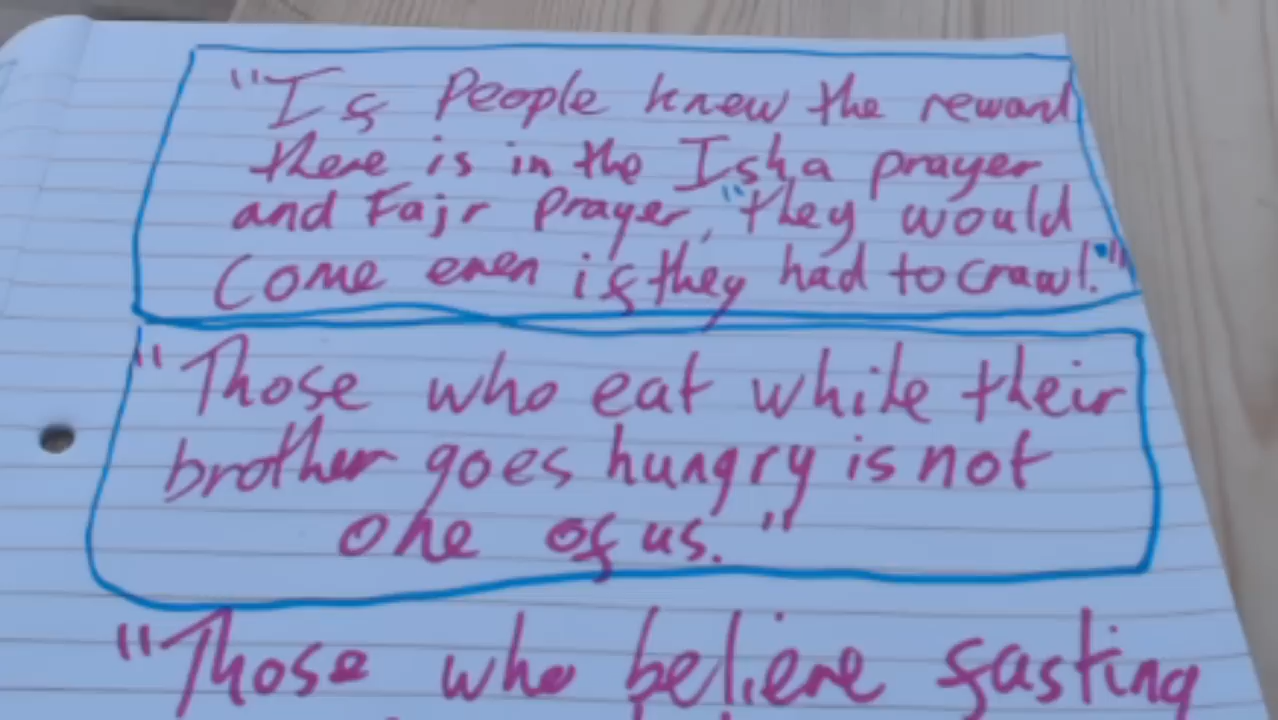 "If People knew the reward
there is in the Isha prayer
and Fajr Prayer, "they would
Come even if they had to crawl."
"Those who eat while their
brother goes hungry is not
one of us."
"Those who believe fasting